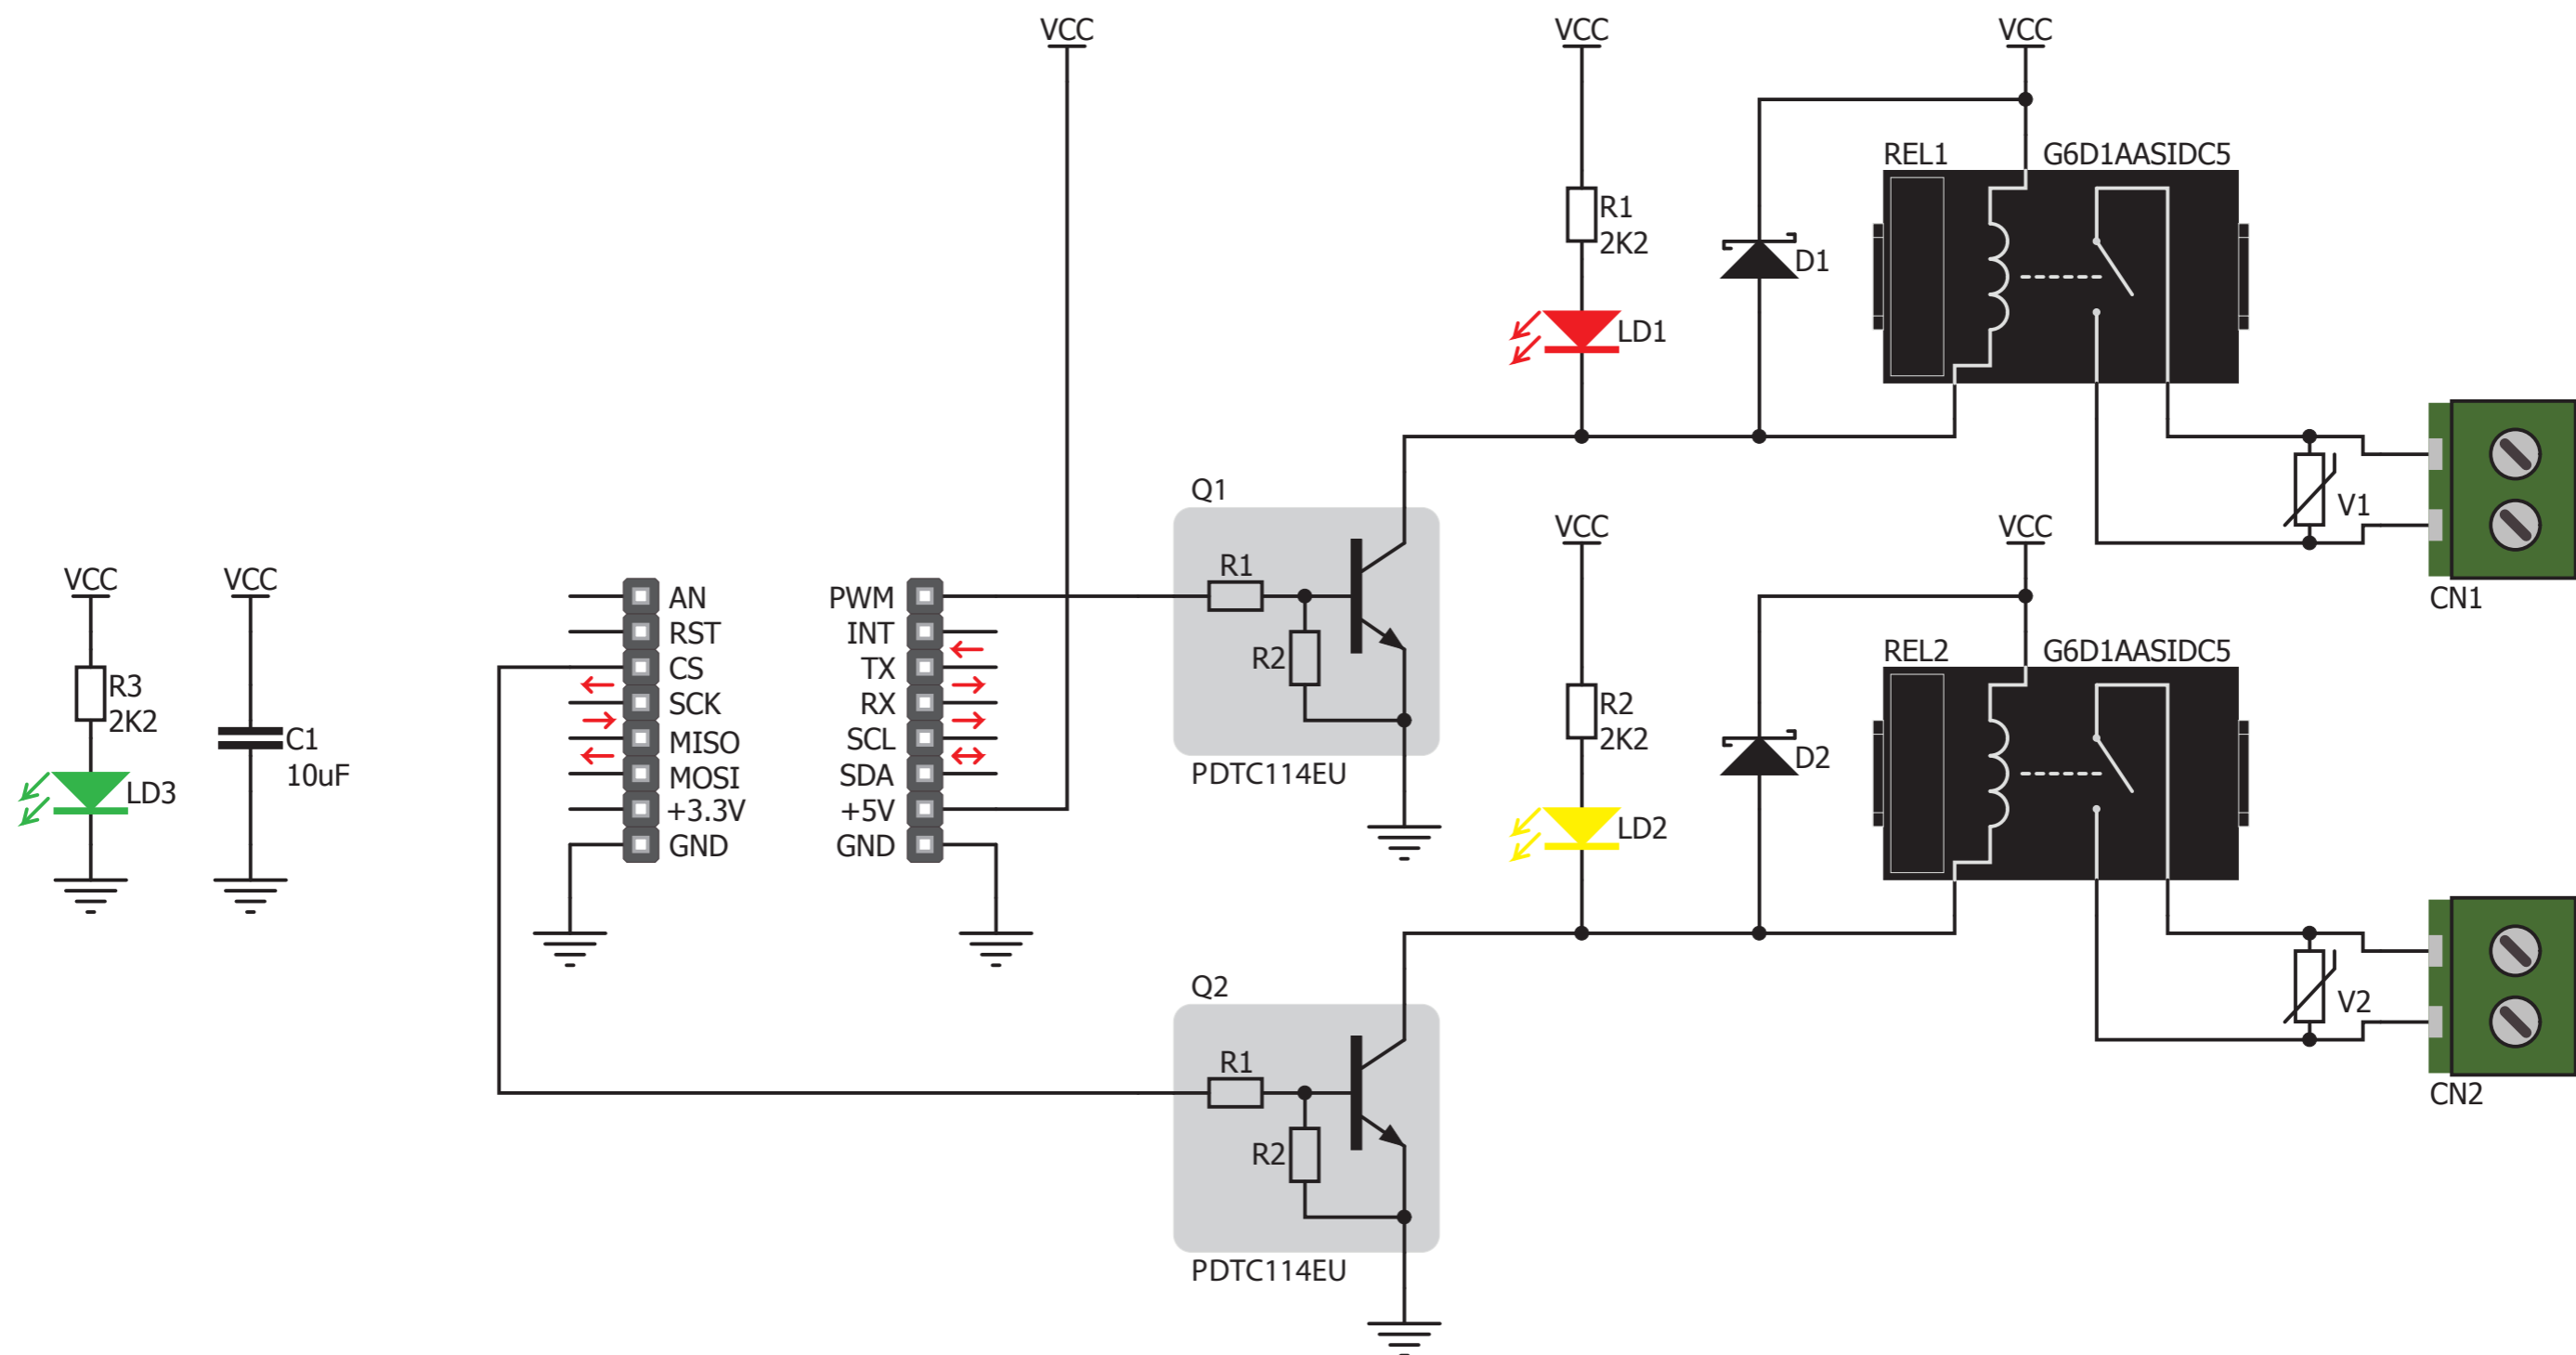 VCC
VCC
VCC
REL1
G6D1AASIDC5
R1
2K2
D1
LD1
Q1
V1
VCC
VCC
VCC
VCC
R1
CN1
AN
PWM
RST
INT
CS
TX
R2
REL2
G6D1AASIDC5
R3
2K2
SCK
RX
R2
2K2
C1
10uF
MISO
SCL
D2
MOSI
SDA
PDTC114EU
LD3
+3.3V
+5V
LD2
GND
GND
Q2
V2
R1
CN2
R2
PDTC114EU